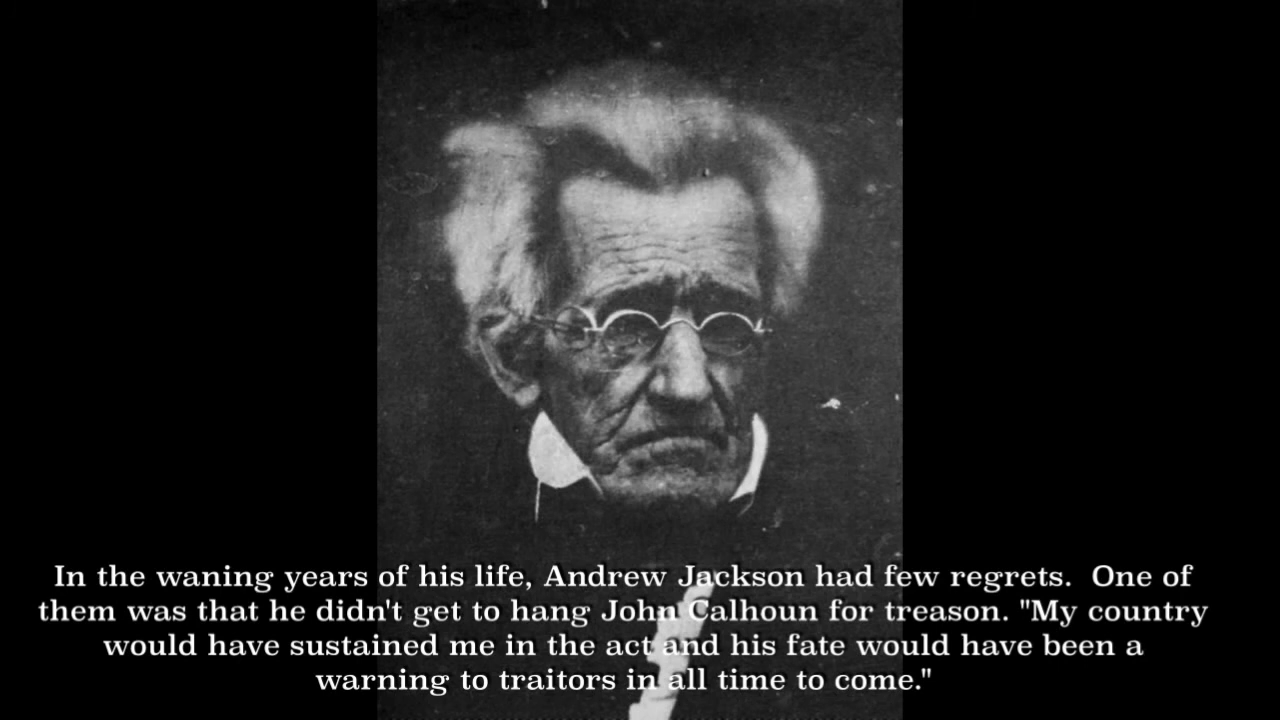 In the waning years of his life, Andrew Jackson had few regrets.  One of
them was that he didn't get to hang John Calhoun for treason. "My country
would have sustained me in the act and his fate would have been a
warning to traitors in all time to come."